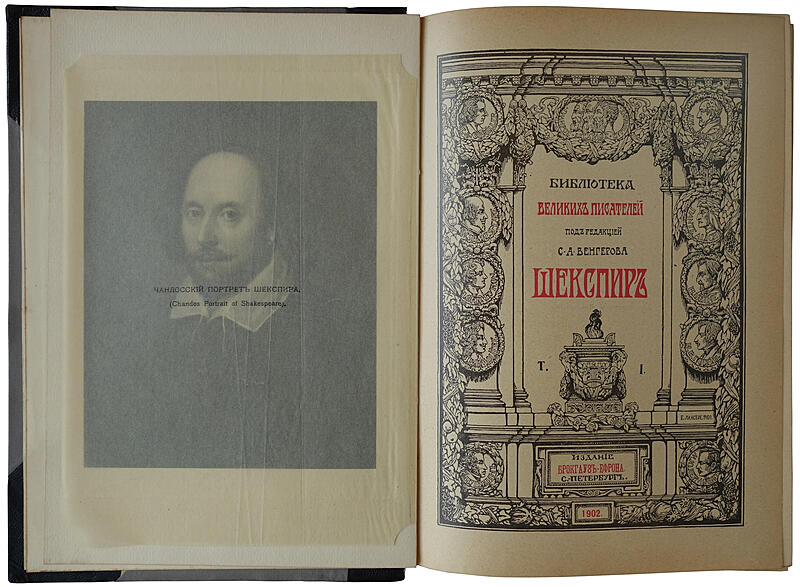 ЧАНДОССКІЙ ПОРТРЕТЪ ШЕКСПИРА.
(Chandos Portrait of Shakespeare).
БИБЛІОТЕКА
ВЕЛИКИХЪ ПИСАТЕЛЕЙ
ПОДЪ РЕДАКЦІЕЙ
С·А·ВЕНГЕРОВА
ШЕКСПИРЪ
Т. I.
Е. ЛАНСЕРЕ. 1901.
ИЗДАНІЕ
БРОКГАУЗЪ-ЕФРОНА.
С.-ПЕТЕРБУРГЪ.
1902.